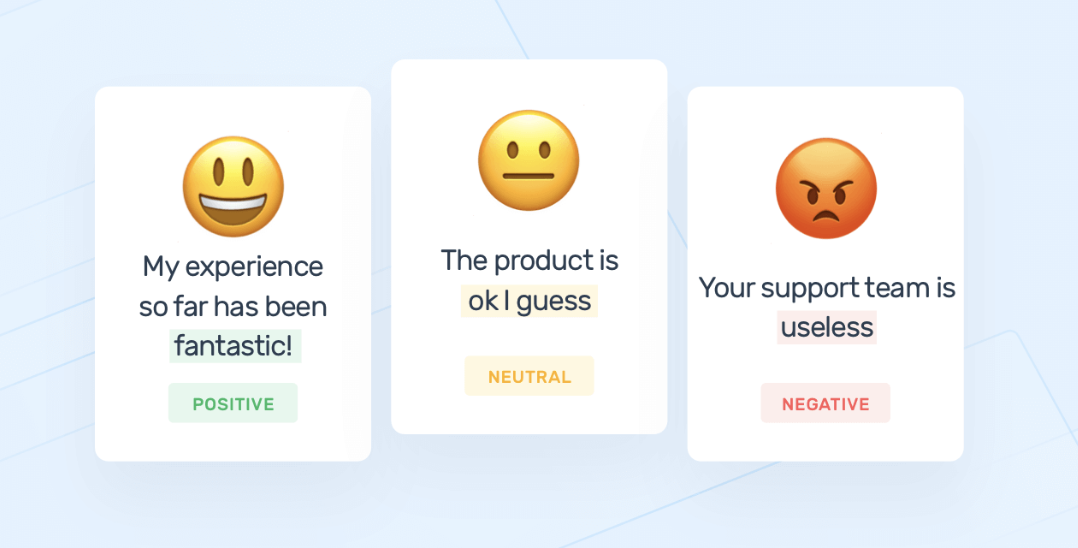 My experience
so far has been
fantastic!
POSITIVE
The product is
ok I guess
NEUTRAL
Your support team is
useless
NEGATIVE